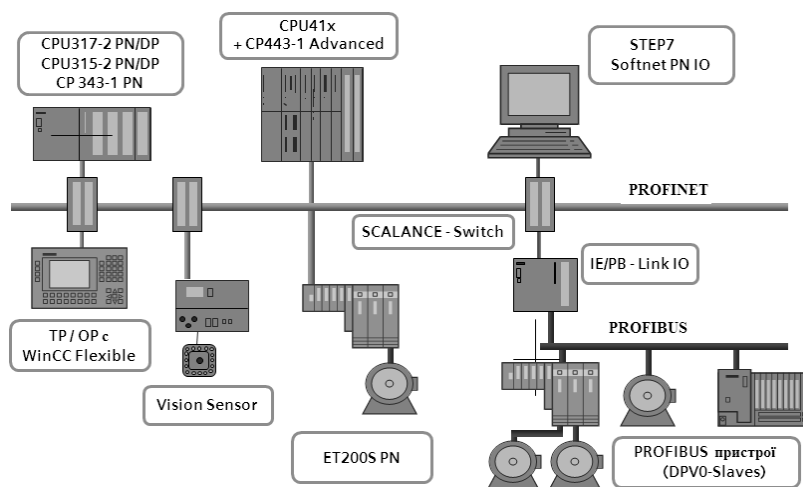 CPU317-2 PN/DP
CPU315-2 PN/DP
CP 343-1 PN
CPU41x
+ CP443-1 Advanced
STEP7
Softnet PN IO
PROFINET
SCALANCE - Switch
IE/PB - Link IO
TP / OP с
WinCC Flexible
PROFIBUS
Vision Sensor
ET200S PN
PROFIBUS пристрої
(DPV0-Slaves)